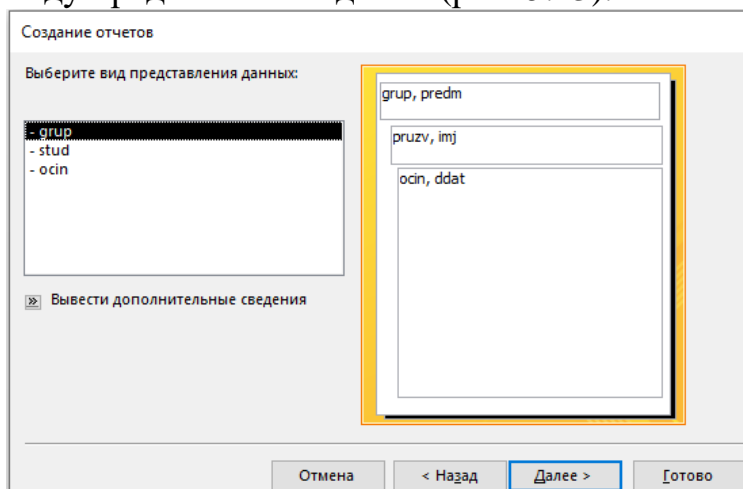 Создание отчетов
Выберите вид представления данных:
- grup
- stud
- ocin
Вывести дополнительные сведения
grup, predm
pruzv, imj
ocin, ddat
Отмена
< Назад
Далее >
Готово